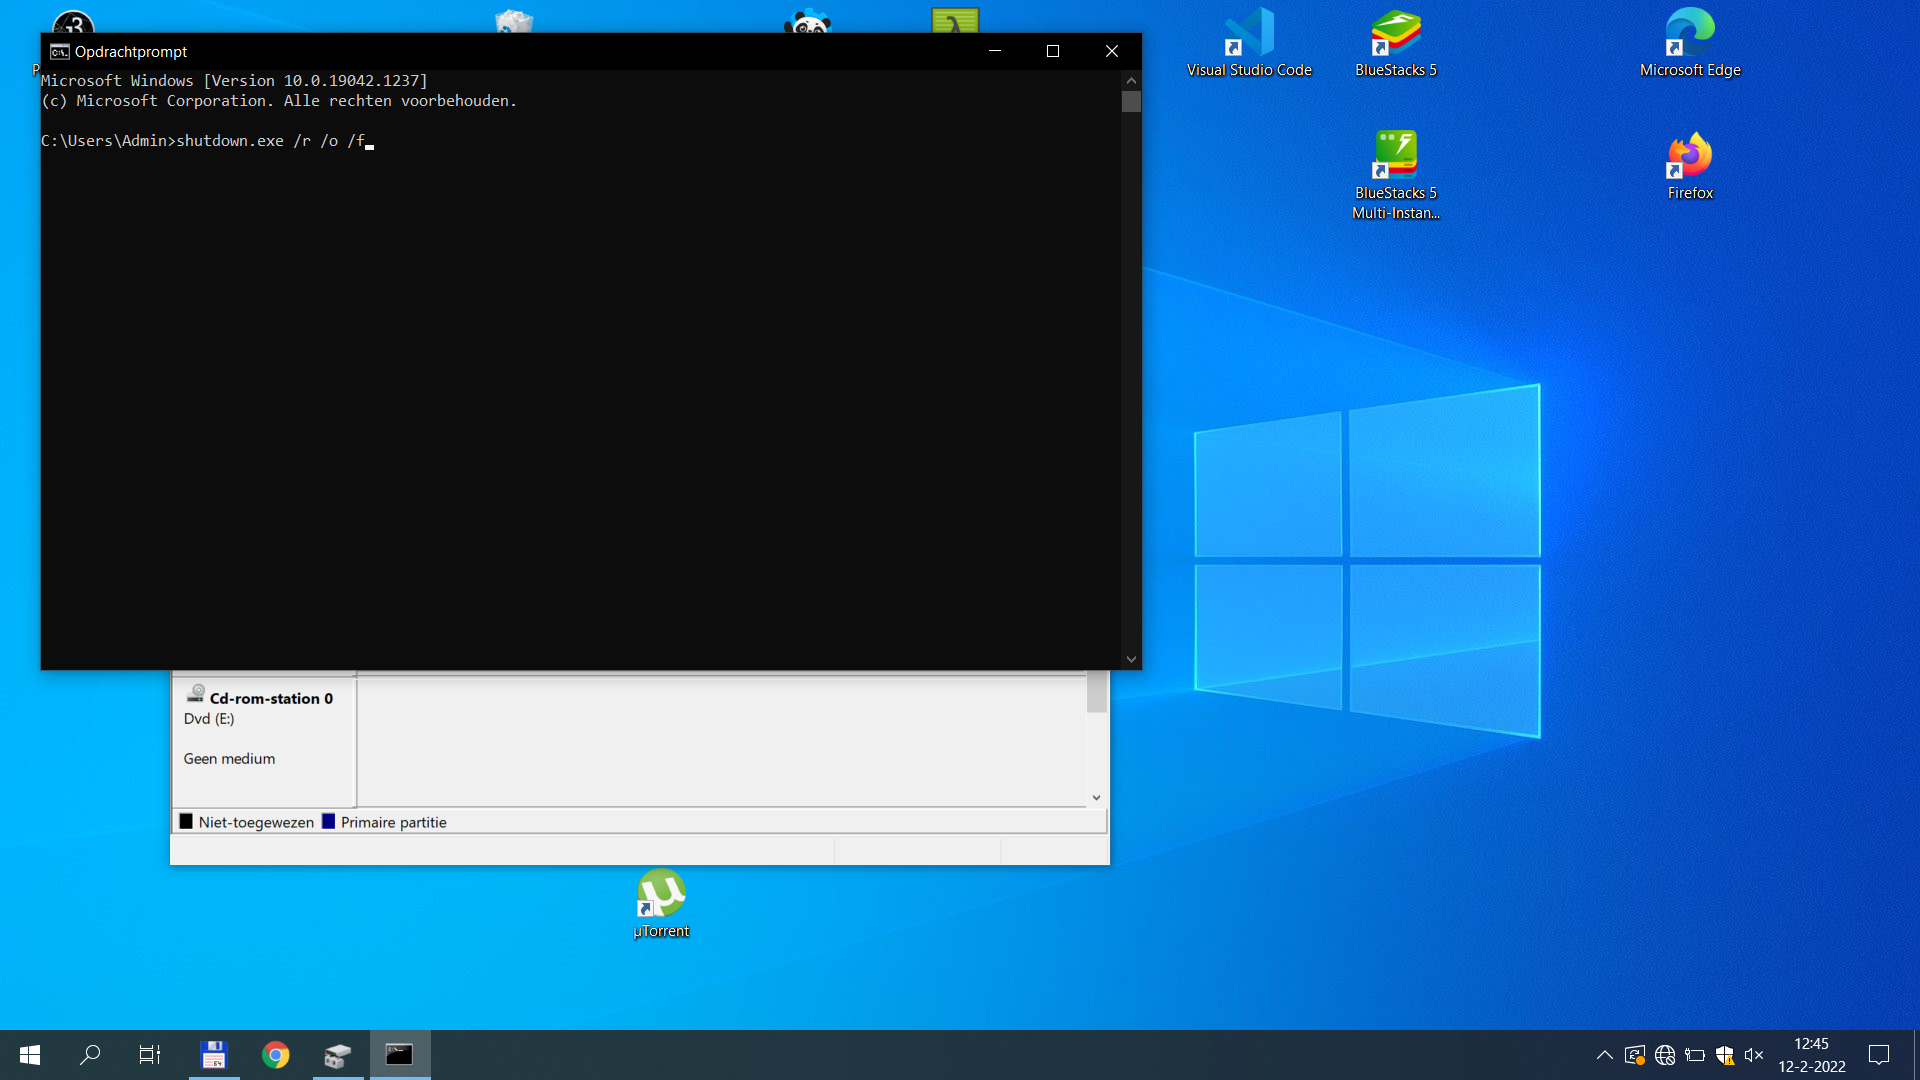 Opdrachtprompt
Microsoft Windows [Version 10.0.19042.1237]
(c) Microsoft Corporation. Alle rechten voorbehouden.
C:\Users\Admin>shutdown.exe /r /o /f
Visual Studio Code
BlueStacks 5
Microsoft Edge
BlueStacks 5
Multi-Instan...
Firefox
Cd-rom-station 0
Dvd (E:)
Geen medium
Niet-toegewezen
Primaire partitie
µTorrent
64
12:45
12-2-2022